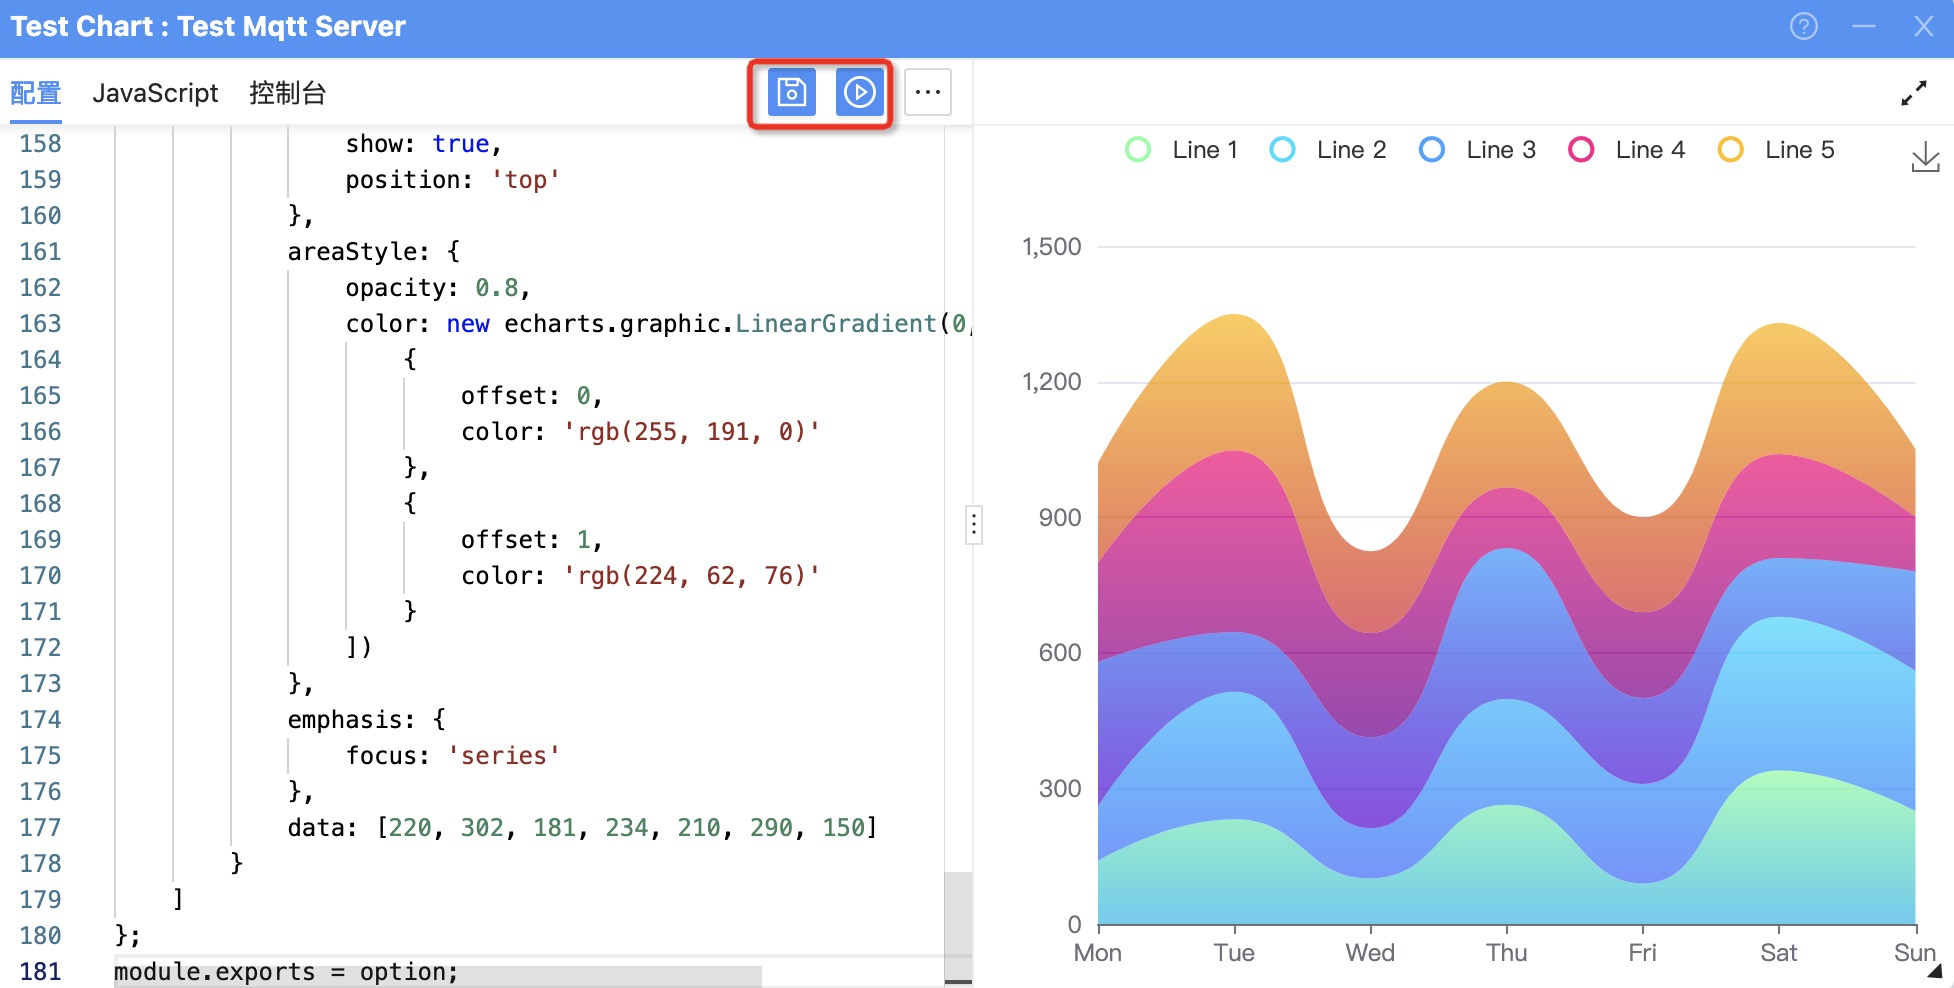 Test Chart : Test Mqtt Server
配置 JavaScript 控制台
158 show: true,
159 position: 'top'
160 },
161 areaStyle: {
162 opacity: 0.8,
163 color: new echarts.graphic.LinearGradient(0,
164 {
165 offset: 0,
166 color: 'rgb(255, 191, 0)'
167 },
168 {
169 offset: 1,
170 color: 'rgb(224, 62, 76)'
171 }
172 ])
173 },
174 emphasis: {
175 focus: 'series'
176 },
177 data: [220, 302, 181, 234, 210, 290, 150]
178 }
179 ]
180 };
181 module.exports = option;
Line 1 Line 2 Line 3 Line 4 Line 5
1,500
1,200
900
600
300
0
Mon Tue Wed Thu Fri Sat Sun